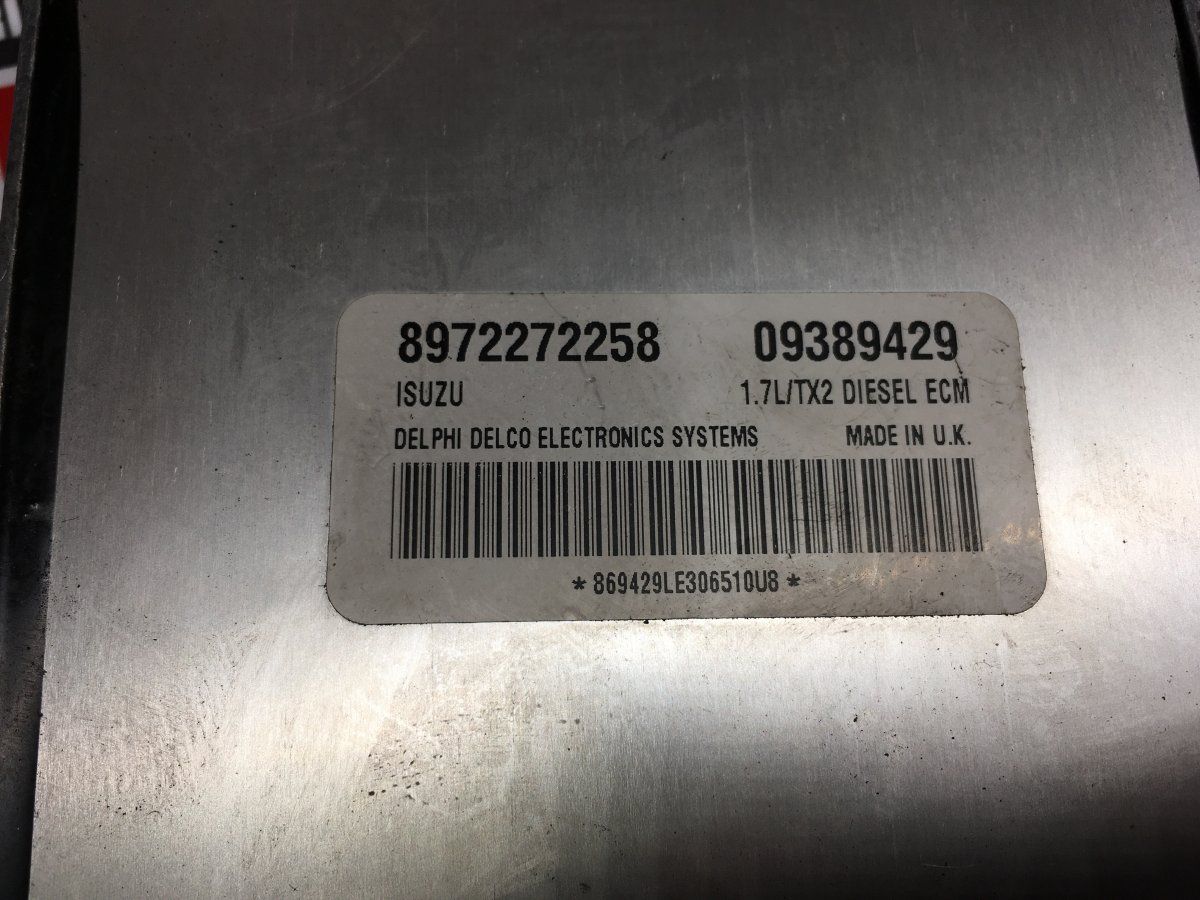 8972272258 09389429
ISUZU 1.7L/TX2 DIESEL ECM
DELPHI DELCO ELECTRONICS SYSTEMS MADE IN U.K.
*869429LE306510U8*